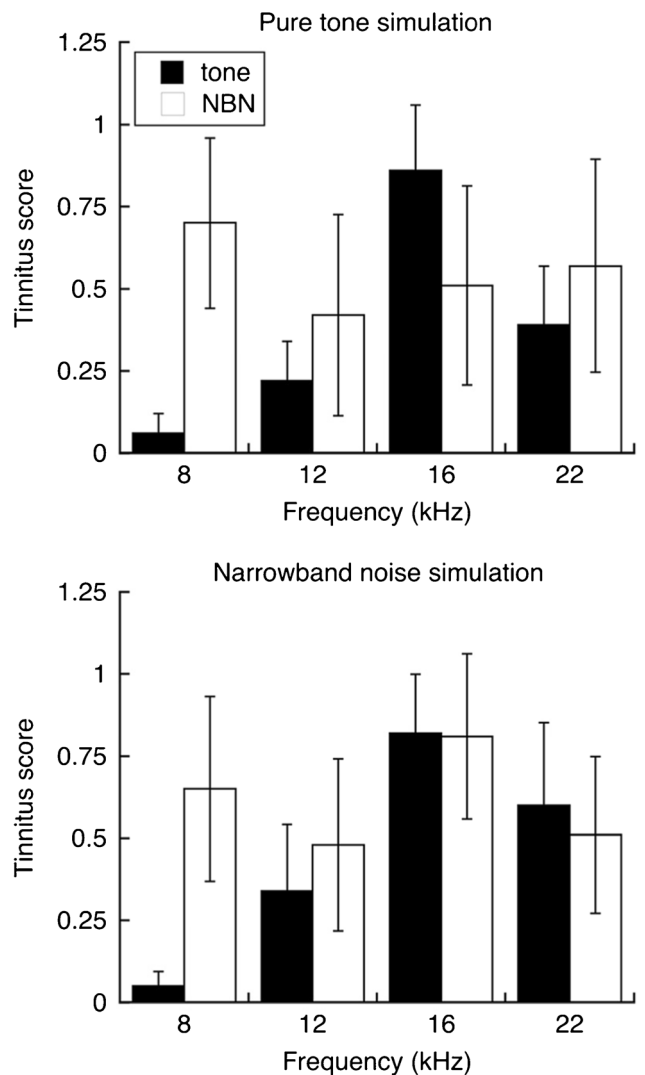 Pure tone simulation
1.25
1
0.75
0.5
0.25
0
Tinnitus score
tone
NBN
8 12 16 22
Frequency (kHz)
Narrowband noise simulation
1.25
1
0.75
0.5
0.25
0
Tinnitus score
8 12 16 22
Frequency (kHz)